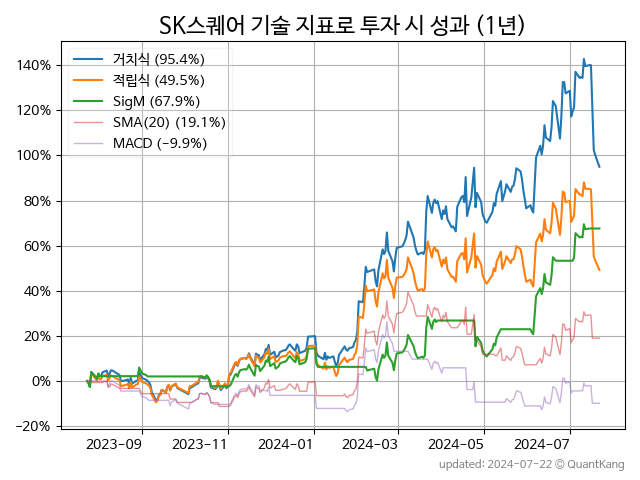 SK스퀘어 기술 지표로 투자 시 성과 (1년)
거치식 (95.4%)
적립식 (49.5%)
SigM (67.9%)
SMA(20) (19.1%)
MACD (−9.9%)
140%
120%
100%
80%
60%
40%
20%
0%
−20%
2023-09
2023-11
2024-01
2024-03
2024-05
2024-07
updated: 2024-07-22 © QuantKang